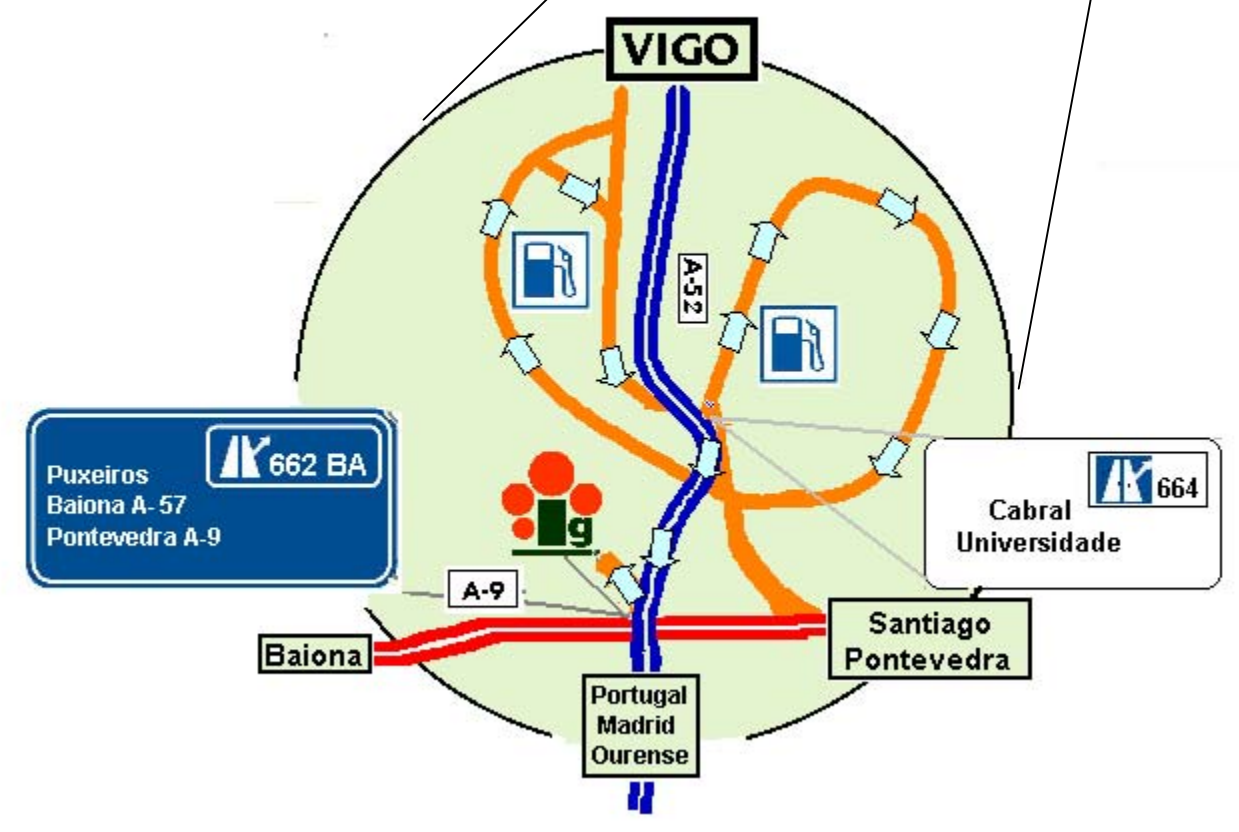 VIGO
A-52
662 BA
Puxeiros
Baiona A-57
Pontevedra A-9
g
664
Cabral
Universidade
A-9
Baiona
Santiago
Pontevedra
Portugal
Madrid
Ourense